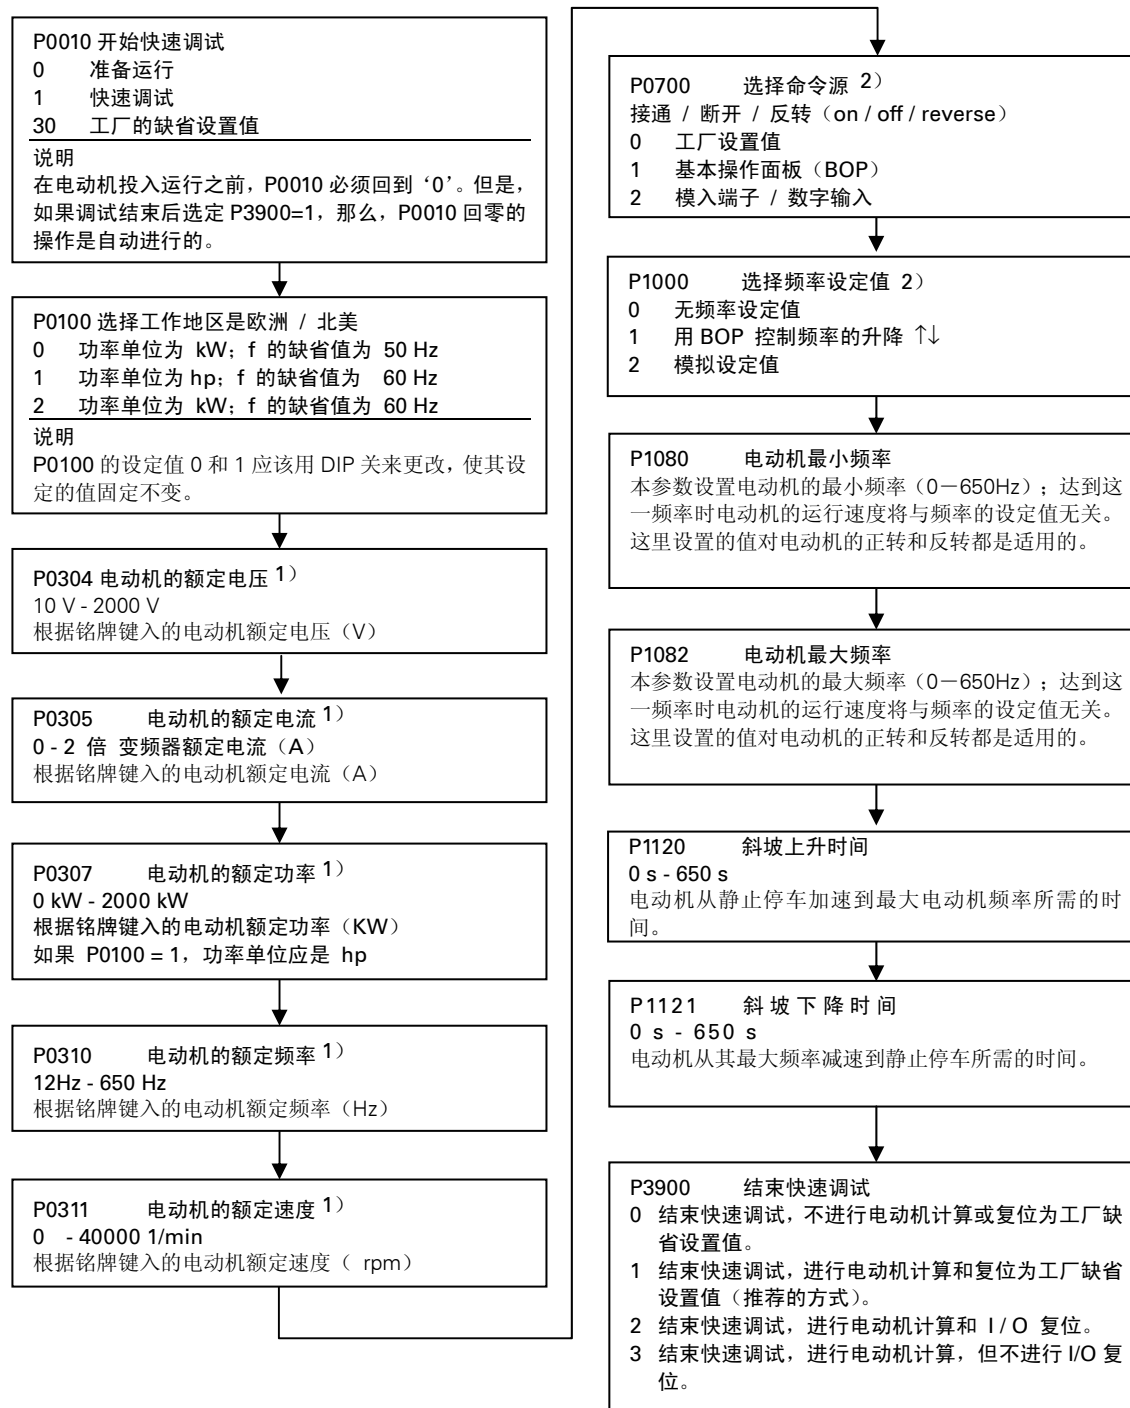 P0010 开始快速调试
0 准备运行
1 快速调试
30 工厂的缺省设置值
说明
在电动机投入运行之前，P0010 必须回到‘0’。但是，
如果调试结束后选定 P3900=1，那么，P0010 回零的
操作是自动进行的。
P0100 选择工作地区是欧洲 / 北美
0 功率单位为 kW；f 的缺省值为 50 Hz
1 功率单位为 hp；f 的缺省值为 60 Hz
2 功率单位为 kW；f 的缺省值为 60 Hz
说明
P0100 的设定值 0 和 1 应该用 DIP 关来更改，使其设
定的值固定不变。
P0304 电动机的额定电压 1）
10 V - 2000 V
根据铭牌键入的电动机额定电压（V）
P0305 电动机的额定电流 1）
0 - 2 倍 变频器额定电流（A）
根据铭牌键入的电动机额定电流（A）
P0307 电动机的额定功率 1）
0 kW - 2000 kW
根据铭牌键入的电动机额定功率（KW）
如果 P0100 = 1，功率单位应是 hp
P0310 电动机的额定频率 1）
12Hz - 650 Hz
根据铭牌键入的电动机额定频率（Hz）
P0311 电动机的额定速度 1）
0 - 40000 1/min
根据铭牌键入的电动机额定速度（ rpm）
P0700 选择命令源 2）
接通 / 断开 / 反转（on / off / reverse）
0 工厂设置值
1 基本操作面板（BOP）
2 模入端子 / 数字输入
P1000 选择频率设定值 2）
0 无频率设定值
1 用 BOP 控制频率的升降 ↑↓
2 模拟设定值
P1080 电动机最小频率
本参数设置电动机的最小频率（0－650Hz）；达到这
一频率时电动机的运行速度将与频率的设定值无关。
这里设置的值对电动机的正转和反转都是适用的。
P1082 电动机最大频率
本参数设置电动机的最大频率（0－650Hz）；达到这
一频率时电动机的运行速度将与频率的设定值无关。
这里设置的值对电动机的正转和反转都是适用的。
P1120 斜坡上升时间
0 s - 650 s
电动机从静止停车加速到最大电动机频率所需的时
间。
P1121 斜坡下降时间
0 s - 650 s
电动机从其最大频率减速到静止停车所需的时间。
P3900 结束快速调试
0 结束快速调试，不进行电动机计算或复位为工厂缺
省设置值。
1 结束快速调试，进行电动机计算和复位为工厂缺省
设置值（推荐的方式）。
2 结束快速调试，进行电动机计算和 I / O 复位。
3 结束快速调试，进行电动机计算，但不进行 I/O 复
位。